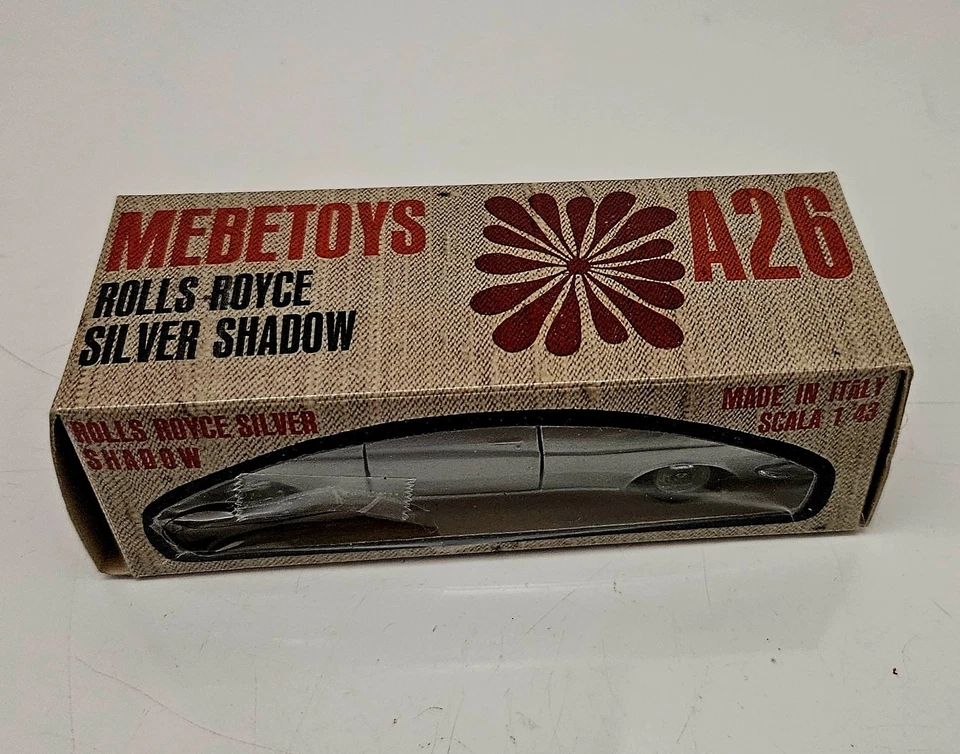 MEBETOYS
A26
ROLLS-ROYCE
SILVER SHADOW
ROLLS ROYCE SILVER
SHADOW
MADE IN ITALY
SCALA 1:43